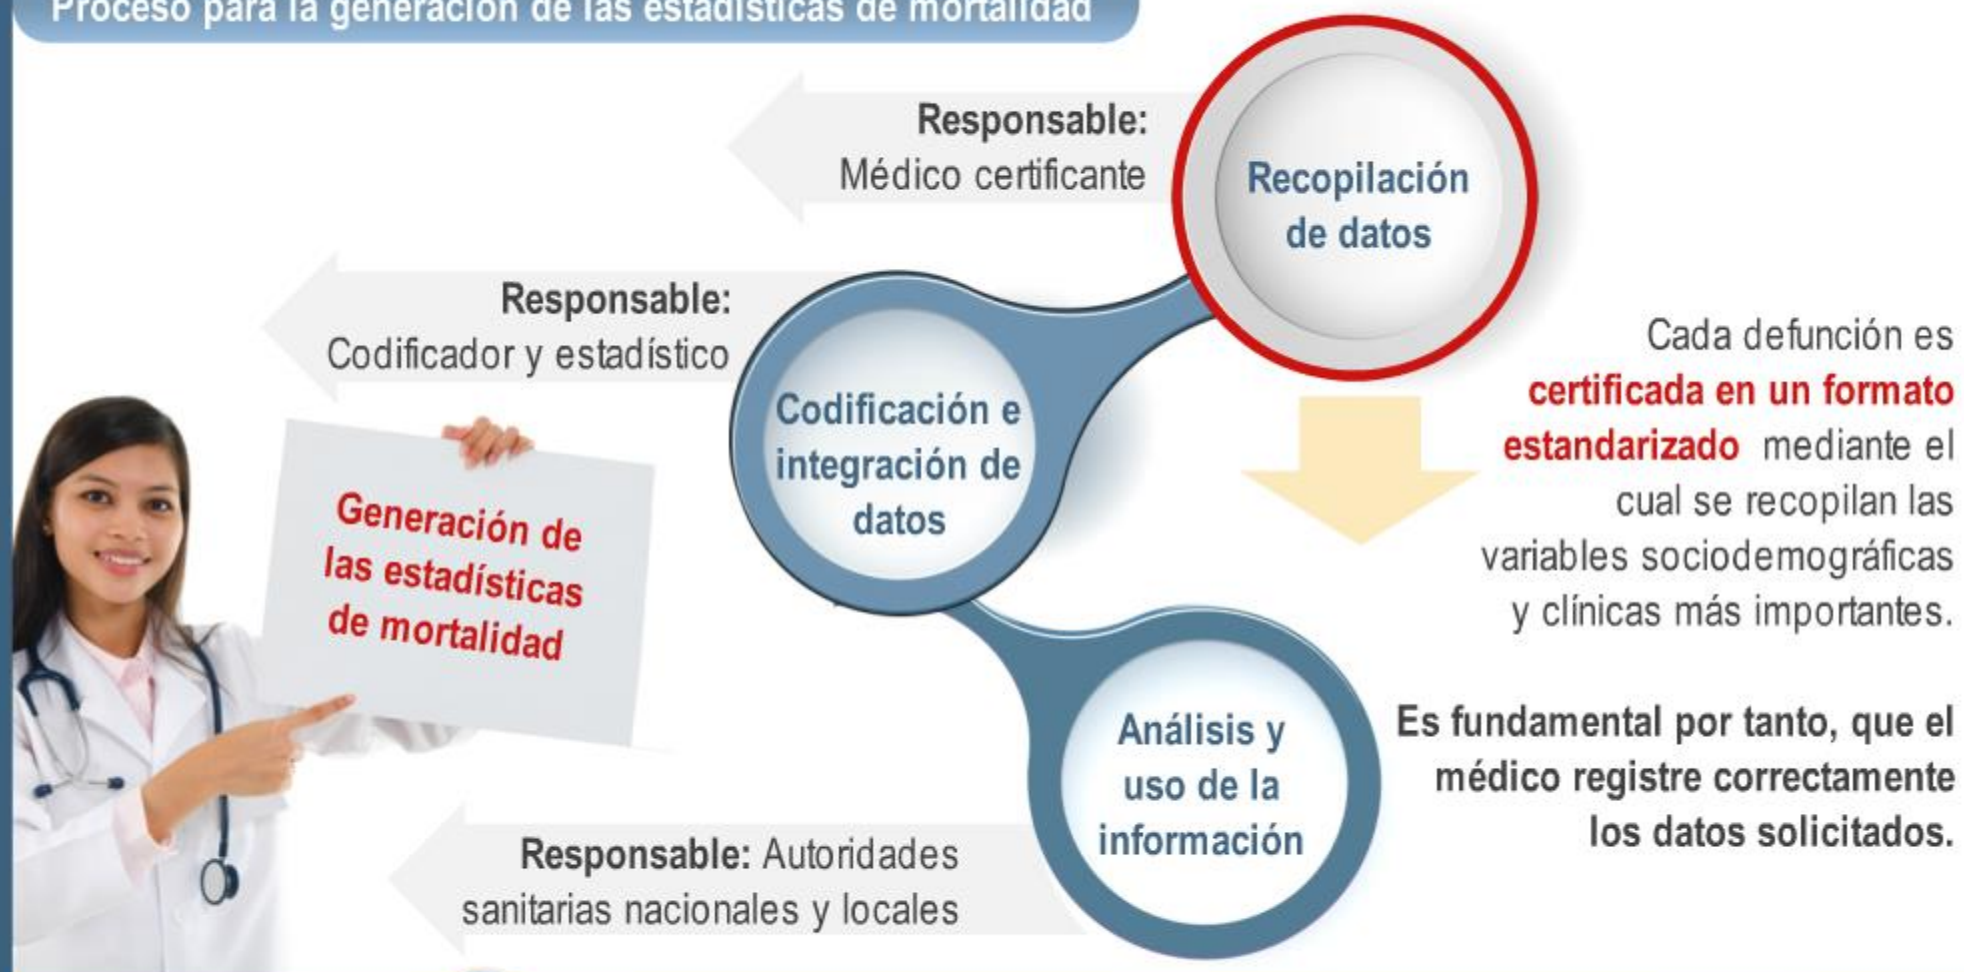 Proceso para la generación de las estadísticas de mortalidad
Responsable:
Médico certificante
Recopilación
de datos
Responsable:
Codificador y estadístico
Codificación e
integración de
datos
Generación de
las estadísticas
de mortalidad
Cada defunción es
certificada en un formato
estandarizado mediante el
cual se recopilan las
variables sociodemográficas
y clínicas más importantes.
Es fundamental por tanto, que el
médico registre correctamente
los datos solicitados.
Análisis y
uso de la
información
Responsable: Autoridades
sanitarias nacionales y locales